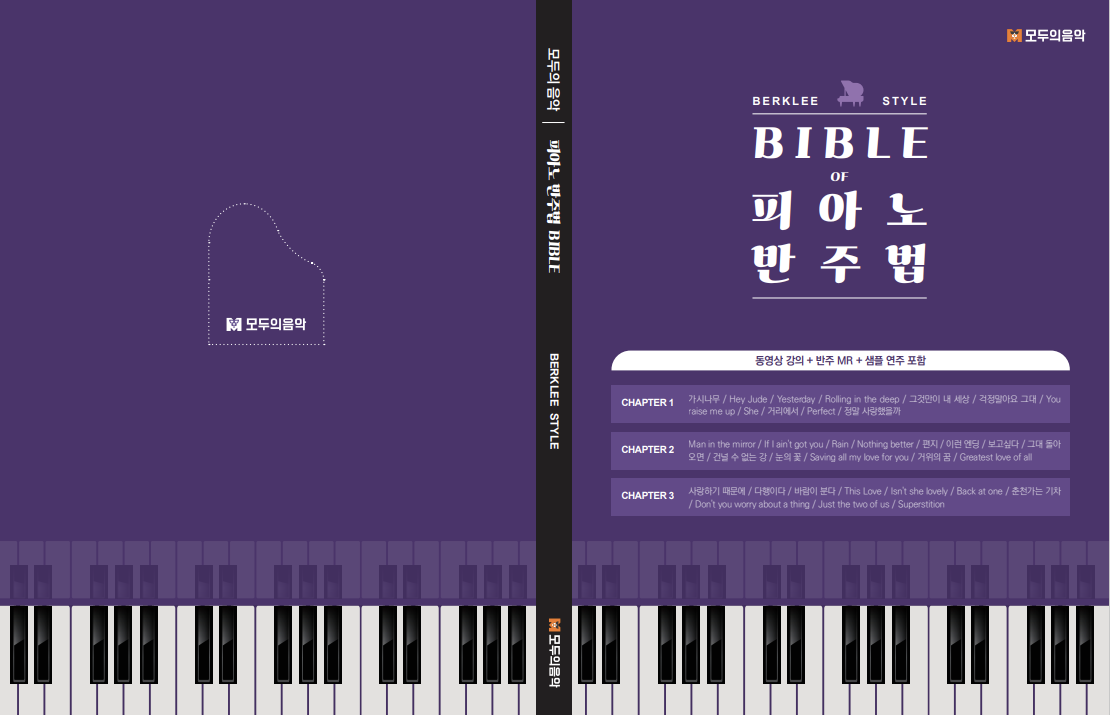 모두의음악
모두의 음악
피아노 반주법 BIBLE
BERKLEE STYLE
모두의음악
모두의음악
BERKLEE STYLE
BIBLE
OF
피아노
반주법
동영상 강의 + 반주 MR + 샘플 연주 포함
CHAPTER 1
가시나무 / Hey Jude / Yesterday / Rolling in the deep / 그것만이 내 세상 / 걱정말아요 그대 / You
raise me up / She / 거리에서 / Perfect / 정말 사랑했을까
CHAPTER 2
Man in the mirror / If I ain't got you / Rain / Nothing better / 편지 / 이런 엔딩 / 보고싶다 / 그대 돌아
오면 / 건널 수 없는 강 / 눈의 꽃 / Saving all my love for you / 거위의 꿈 / Greatest love of all
CHAPTER 3
사랑하기 때문에 / 다행이다 / 바람이 분다 / This Love / Isn't she lovely / Back at one / 춘천가는 기차
/ Don't you worry about a thing / Just the two of us / Superstition